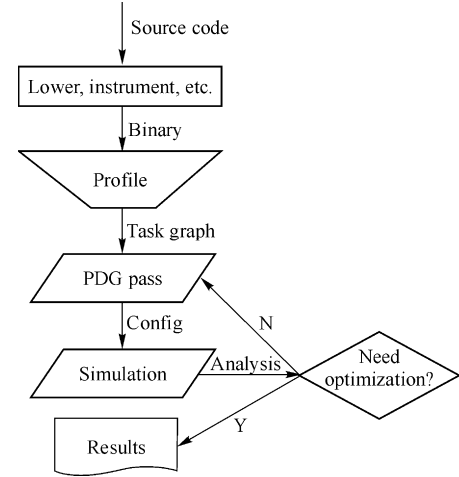 Source code
Lower, instrument, etc.
Binary
Profile
Task graph
PDG pass
N
Config
Need
optimization?
Simulation
Analysis
Y
Results